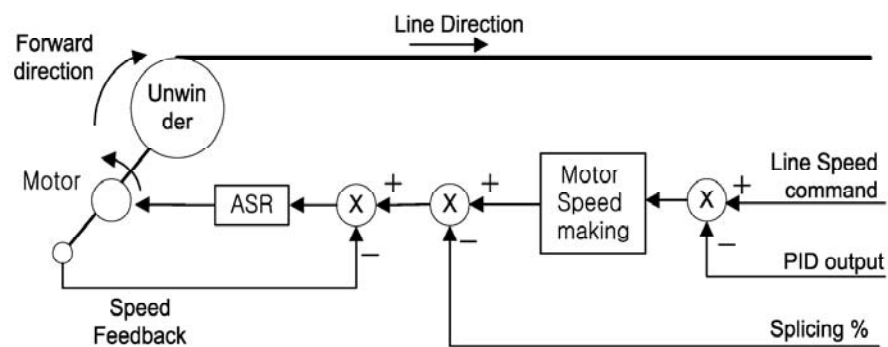 Line Direction
Forward
direction
Unwin
der
Motor
ASR
X
+
−
X
+
−
Motor
Speed
making
X
+
−
Line Speed
command
PID output
Speed
Feedback
Splicing %